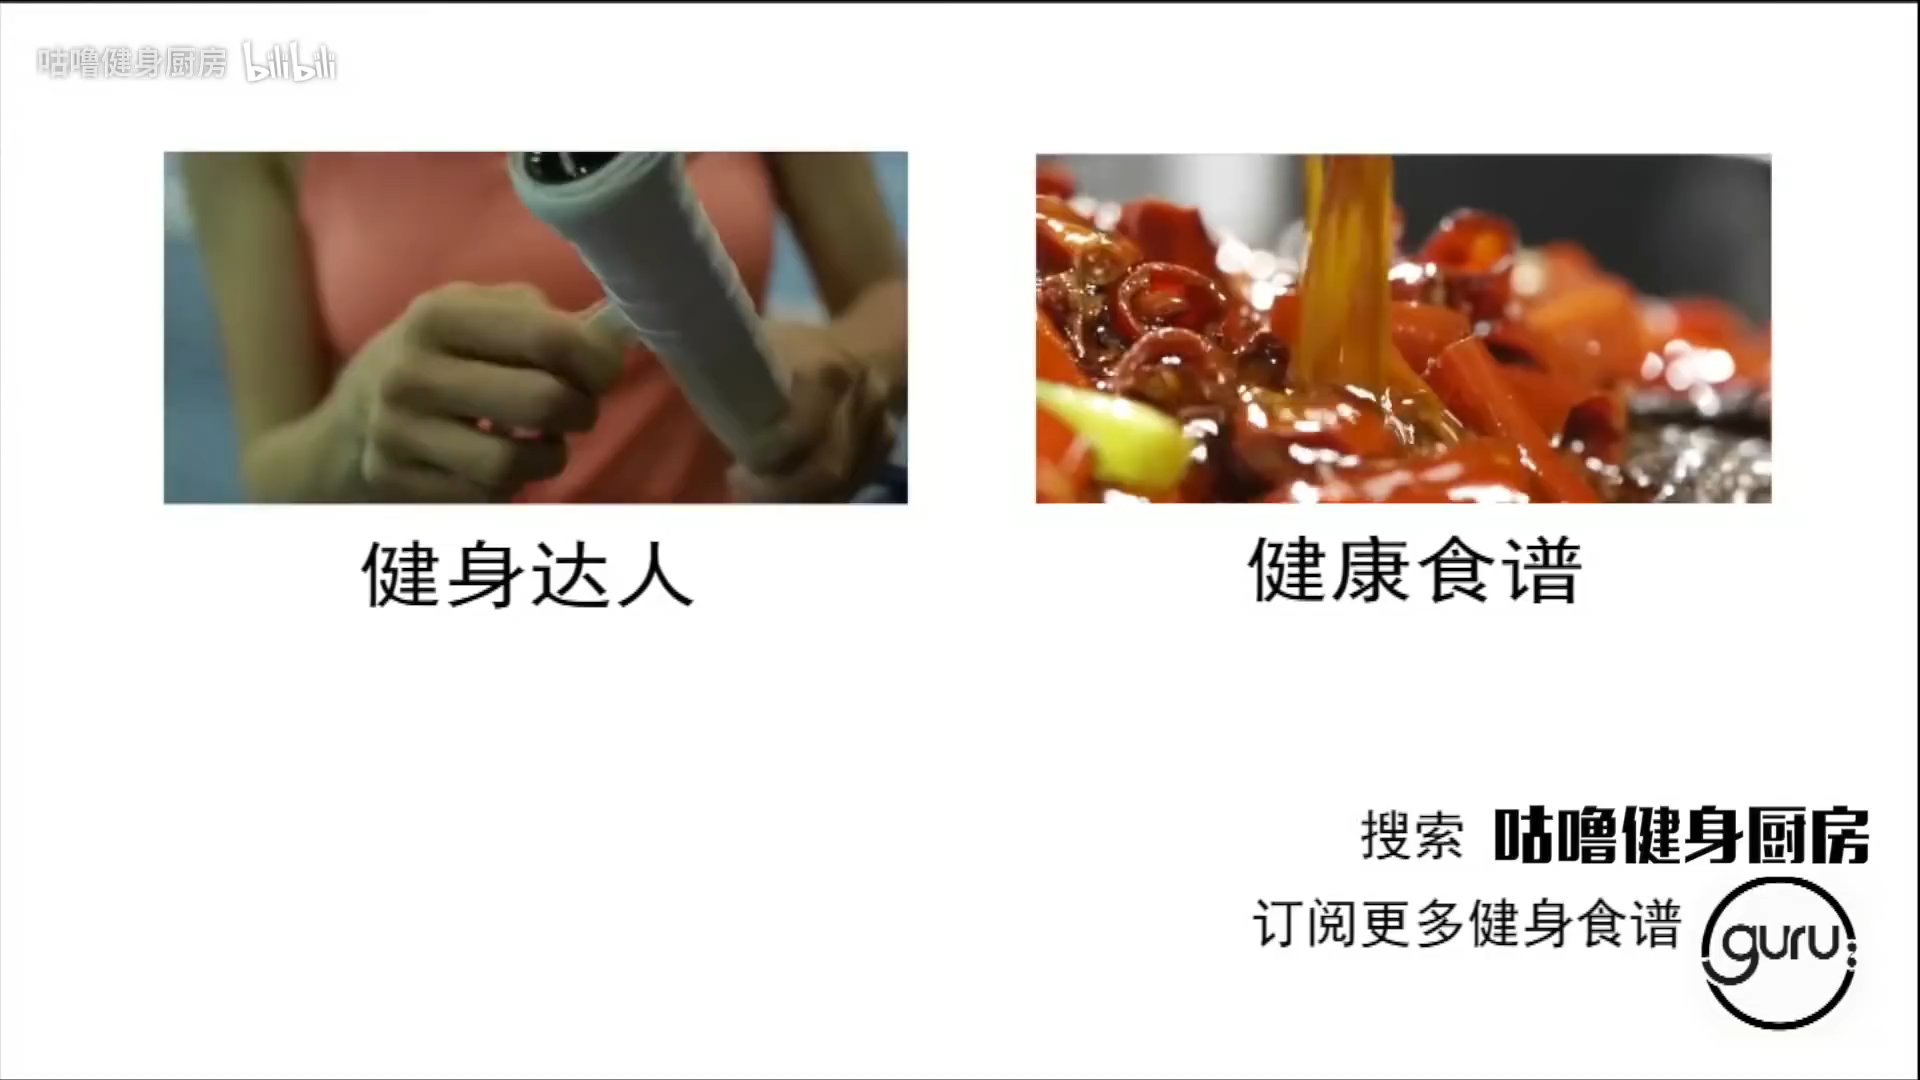 咕噜健身厨房 bilibili
健身达人
健康食谱
搜索 咕噜健身厨房
订阅更多健身食谱
guru